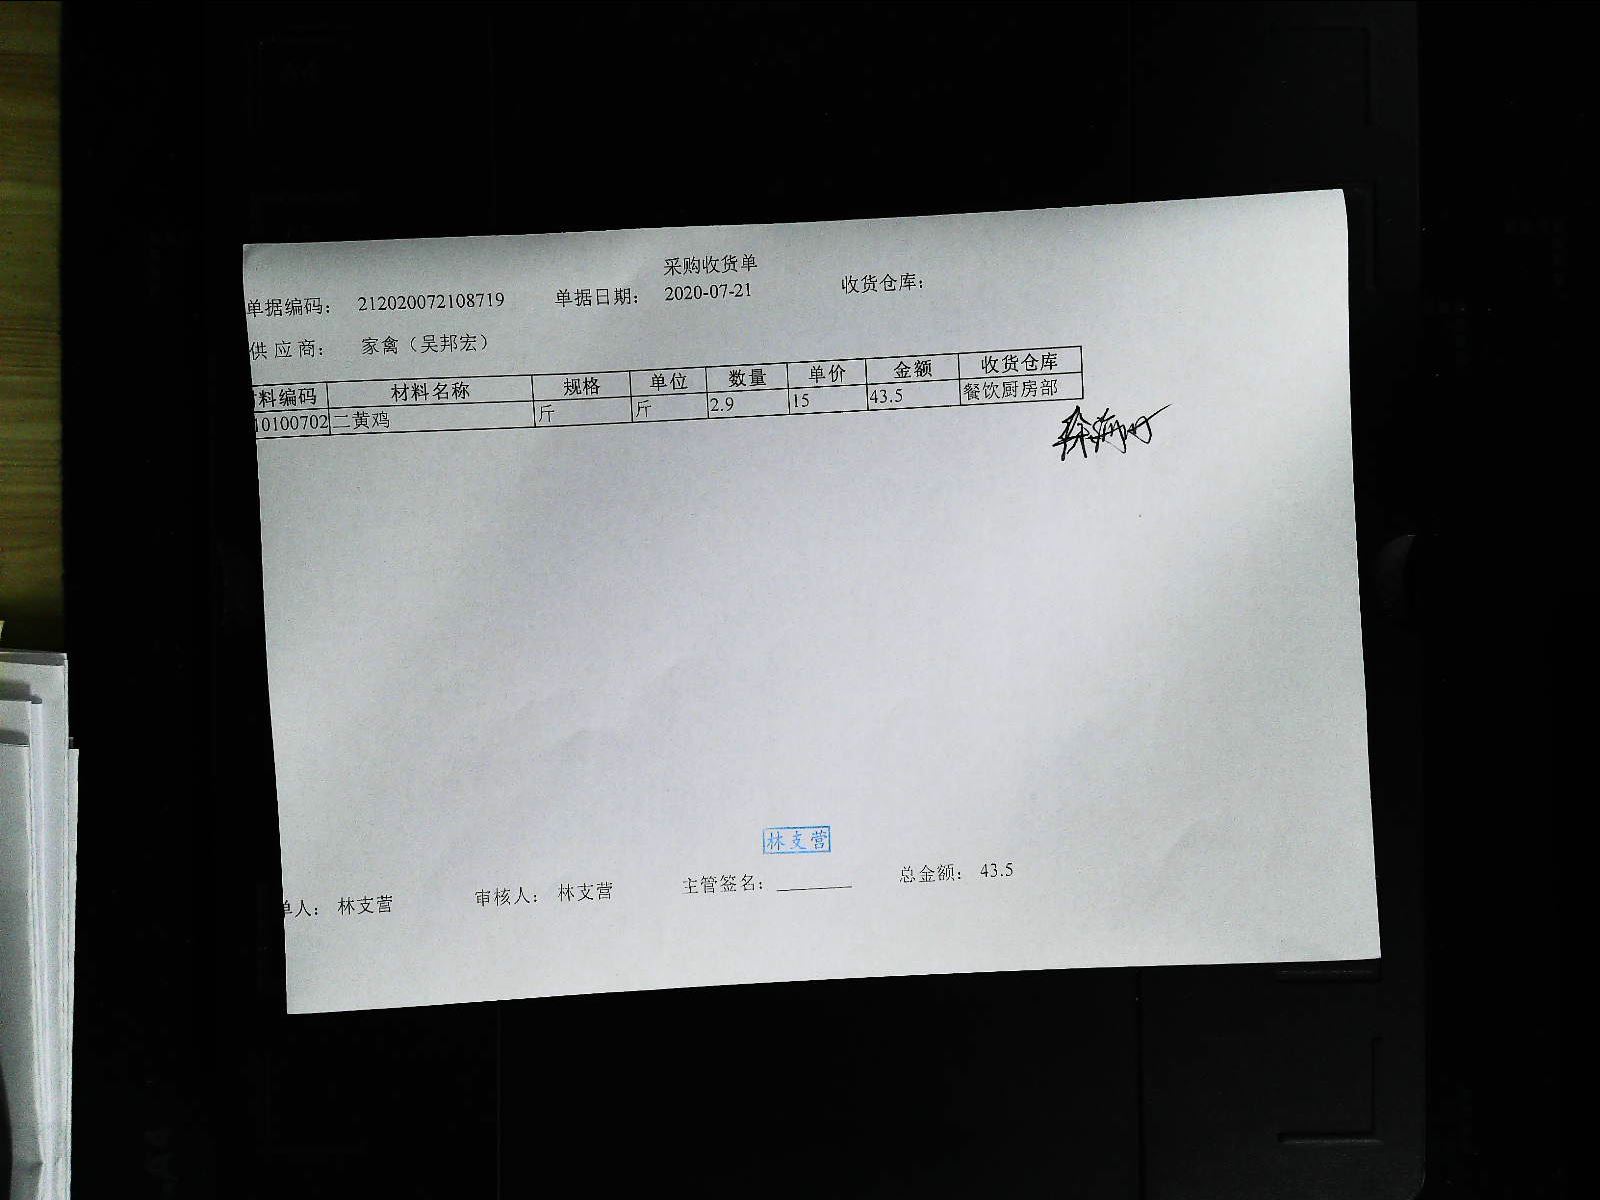 采购收货单
单据编码： 212020072108719 单据日期： 2020-07-21 收货仓库：
供应商： 家禽（吴邦宏）
料编码 材料名称 规格 单位 数量 单价 金额 收货仓库
10100702 二黄鸡 斤 斤 2.9 15 43.5 餐饮厨房部
林支营
单人： 林支营 审核人： 林支营 主管签名： 总金额： 43.5